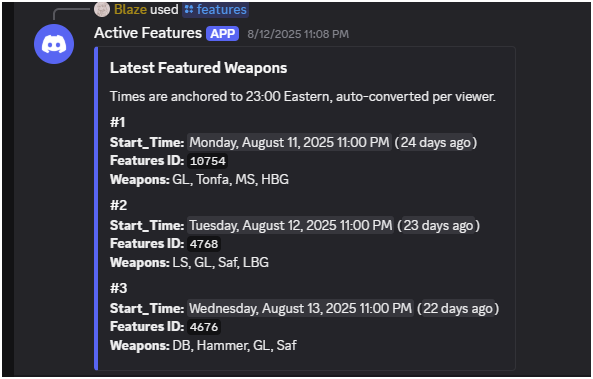 Blaze used features
Active Features APP 8/12/2025 11:08 PM
Latest Featured Weapons
Times are anchored to 23:00 Eastern, auto-converted per viewer.
#1
Start_Time: Monday, August 11, 2025 11:00 PM (24 days ago)
Features ID: 10754
Weapons: GL, Tonfa, MS, HBG
#2
Start_Time: Tuesday, August 12, 2025 11:00 PM (23 days ago)
Features ID: 4768
Weapons: LS, GL, Saf, LBG
#3
Start_Time: Wednesday, August 13, 2025 11:00 PM (22 days ago)
Features ID: 4676
Weapons: DB, Hammer, GL, Saf